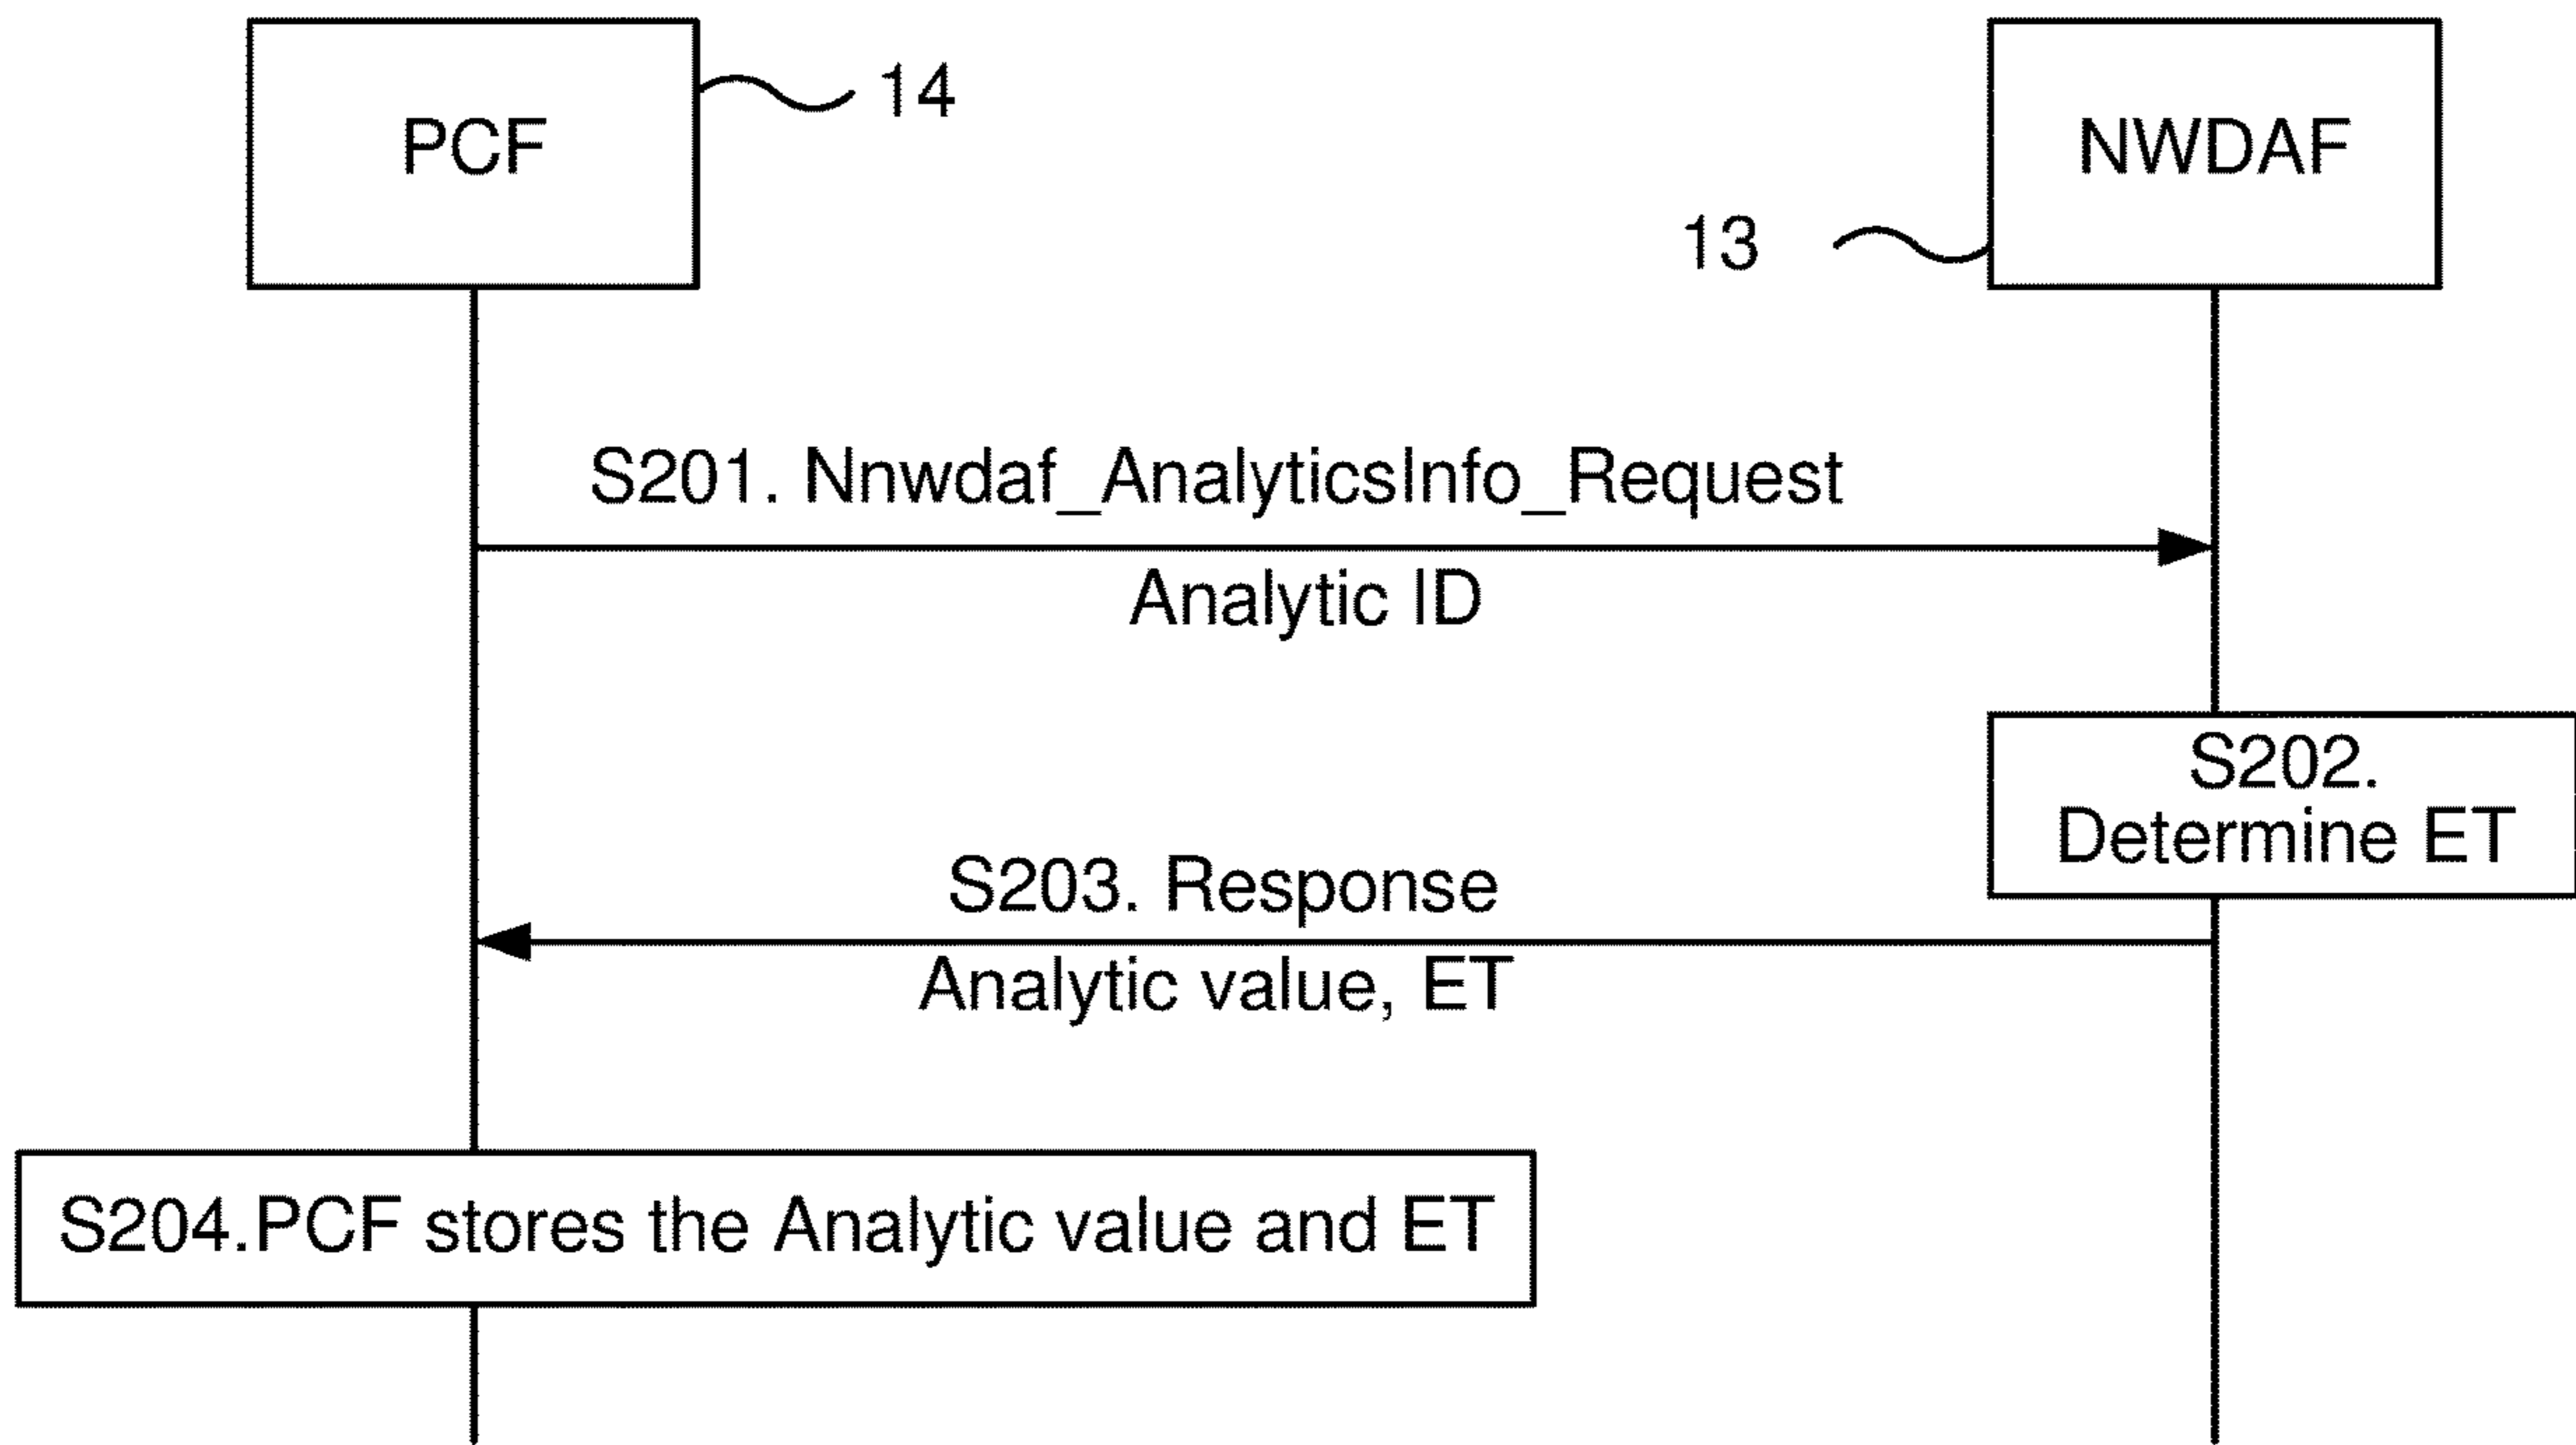 PCF
14
NWDAF
13
S201. Nnwdaf_AnalyticsInfo_Request
Analytic ID
S202.
Determine ET
S203. Response
Analytic value, ET
S204.PCF stores the Analytic value and ET